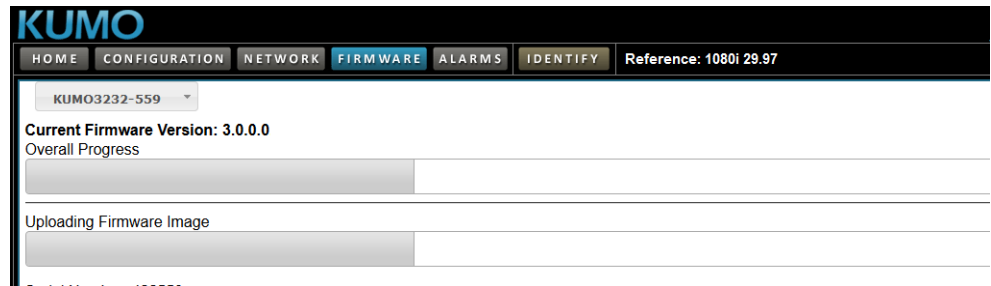 KUMO
HOME CONFIGURATION NETWORK FIRMWARE ALARMS IDENTIFY Reference: 1080i 29.97
KUMO3232-559
Current Firmware Version: 3.0.0.0
Overall Progress
Uploading Firmware Image